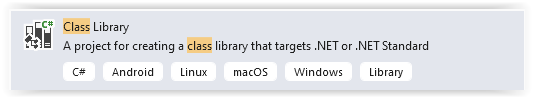 C#
Class Library
A project for creating a class library that targets .NET or .NET Standard
C# Android Linux macOS Windows Library